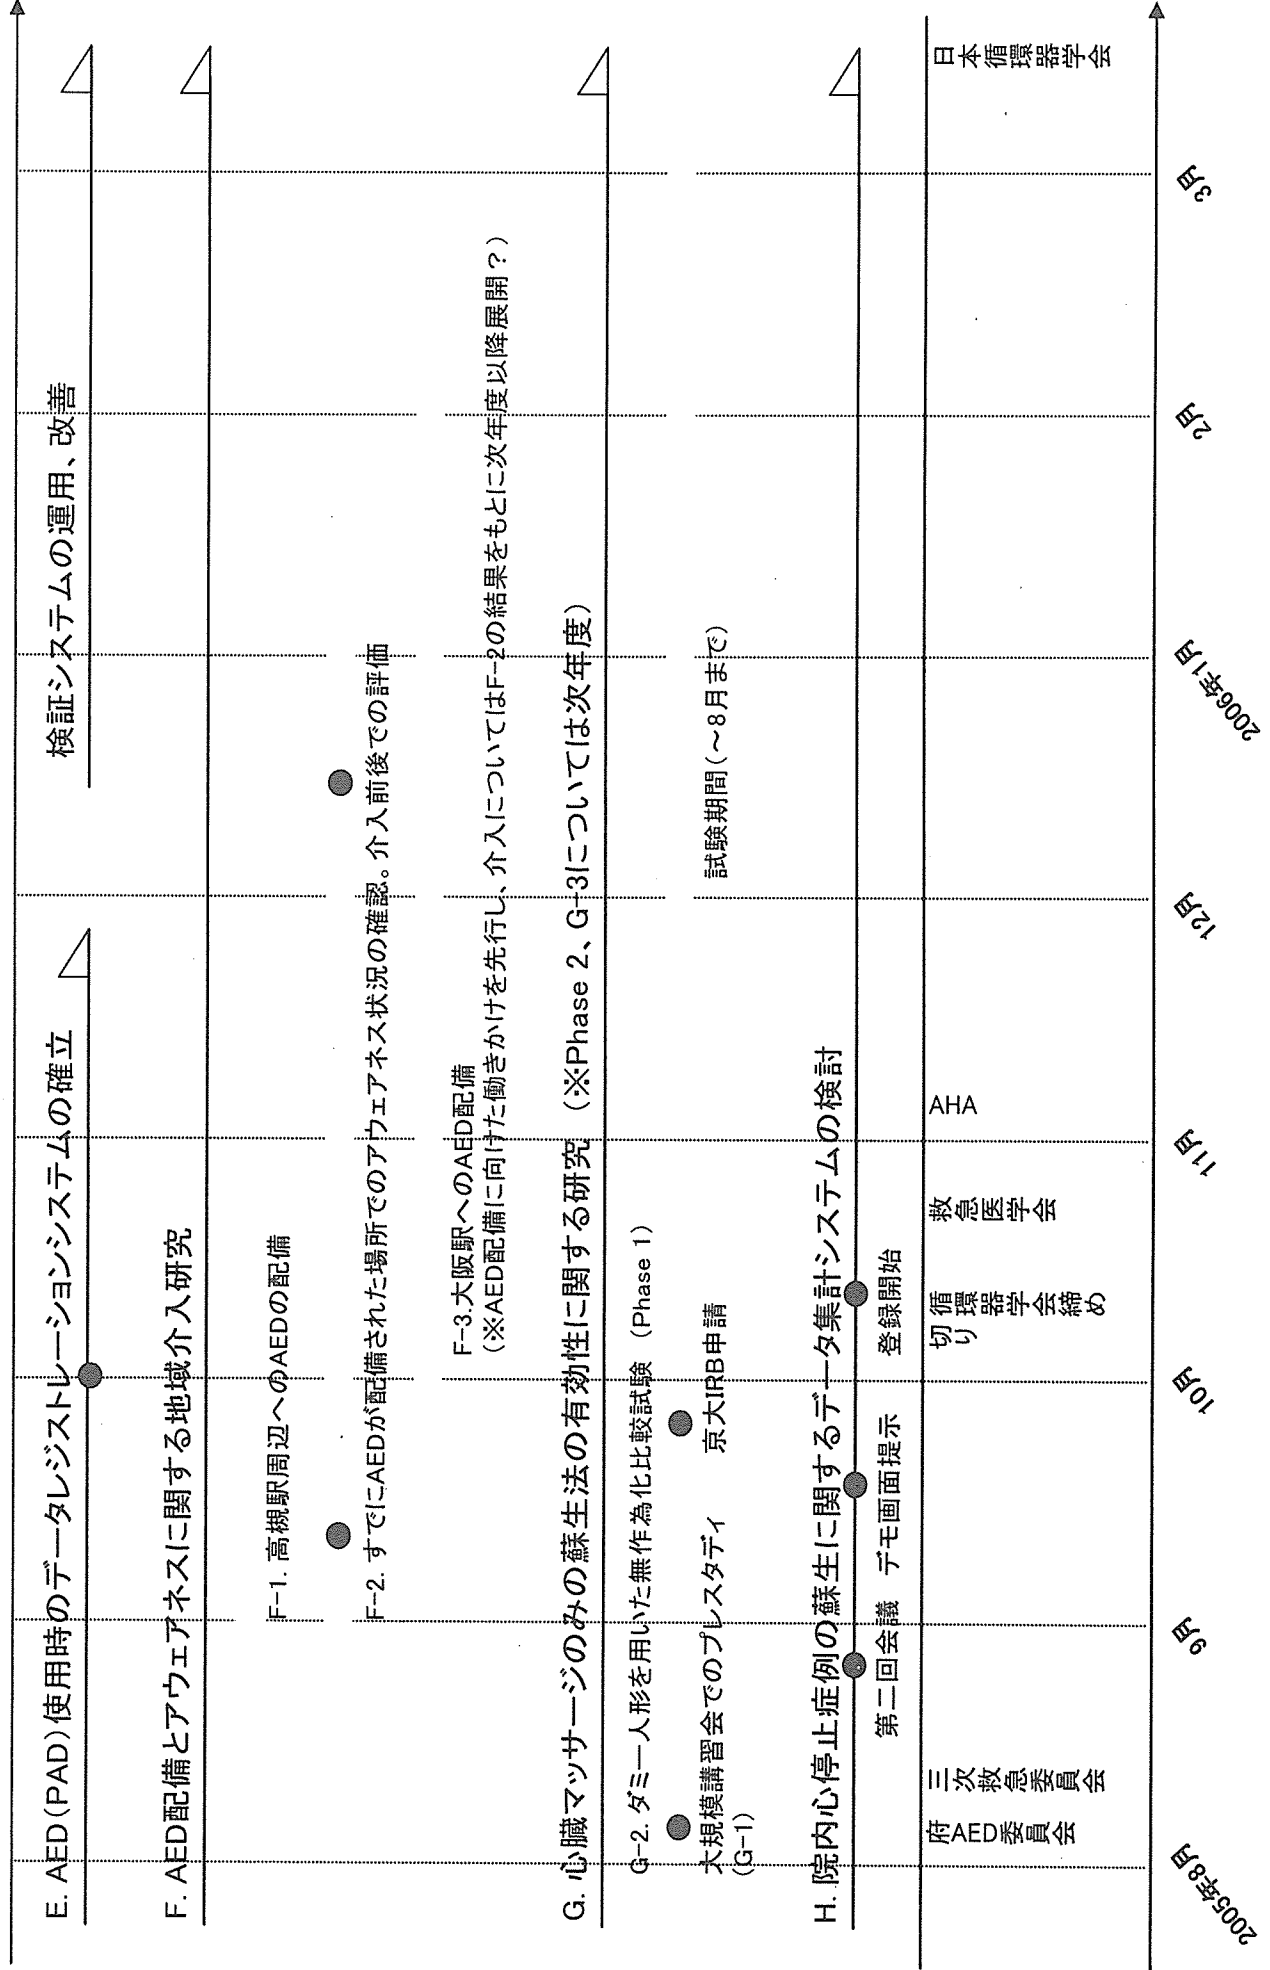 E. AED(PAD)使用時のデータレジストレーションシステムの確立
検証システムの運用、改善
F. AED配備とアウェアネスに関する地域介入研究
F-1. 高槻駅周辺へのAEDの配備
F-2. すでにAEDが配備された場所でのアウェアネス状況の確認。介入前後での評価
F-3.大阪駅へのAED配備
(※AED配備に向けた働きかけを先行し、介入についてはF-2の結果をもとに次年度以降展開?)
G. 心臓マッサージのみの蘇生法の有効性に関する研究 (※Phase 2、G-3については次年度)
G-2. ダミー人形を用いた無作為化比較試験 (Phase 1)
大規模講習会でのプレスタディ
(G-1)
京大IRB申請
試験期間(～8月まで)
H. 院内心停止症例の蘇生に関するデータ集計システムの検討
第二回会議
デモ画面提示
登録開始
府AED委員会
三次救急委員会
循環器学会締め
切り
救急医学会
AHA
日本循環器学会
2005年8月
9月
10月
11月
12月
2006年1月
2月
3月